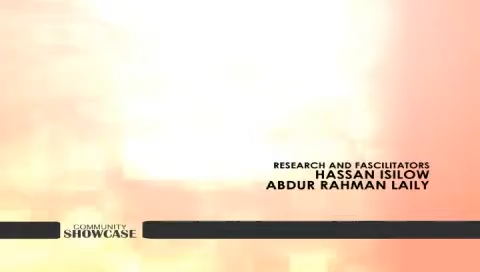 RESEARCH AND FASCILITATORS
HASSAN ISILOW
ABDUR RAHMAN LAILY
COMMUNITY
SHOWCASE